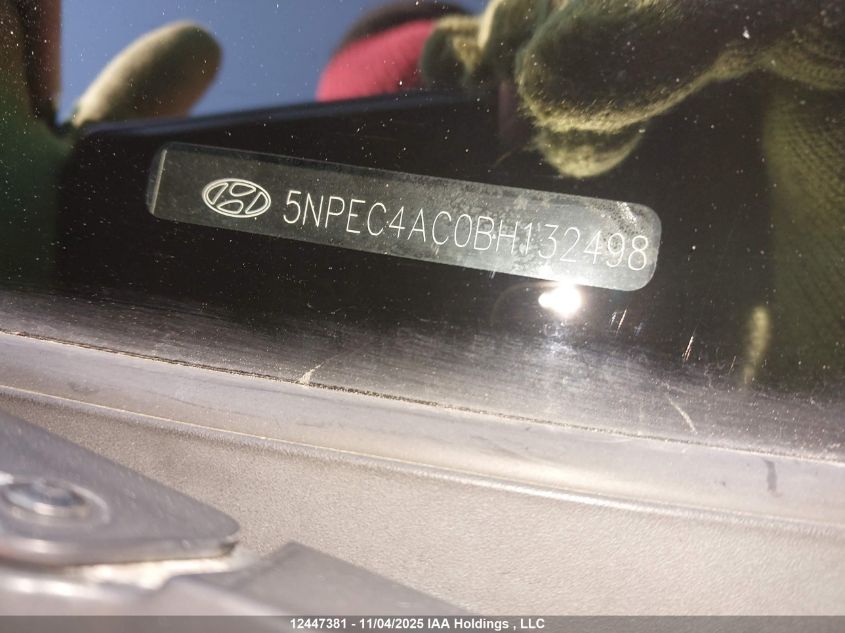 5NPEC4AC0BH132498
12447381 - 11/04/2025 IAA Holdings , LLC